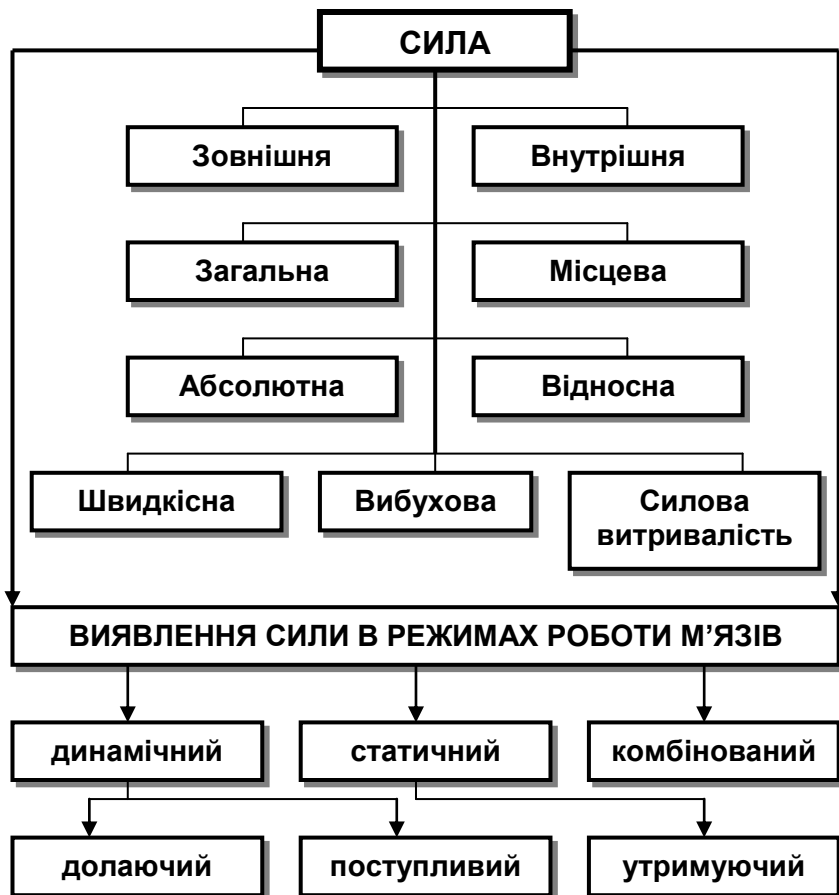 СИЛА
Зовнішня
Внутрішня
Загальна
Місцева
Абсолютна
Відносна
Швидкісна
Вибухова
Силова
витривалість
ВИЯВЛЕННЯ СИЛИ В РЕЖИМАХ РОБОТИ М’ЯЗІВ
динамічний
статичний
комбінований
долаючий
поступливий
утримуючий